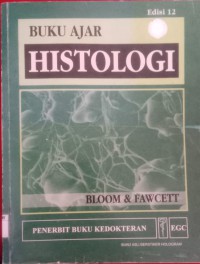 Edisi 12
BUKU AJAR
HISTOLOGI
BLOOM & FAWCETT
PENERBIT BUKU KEDOKTERAN EGC